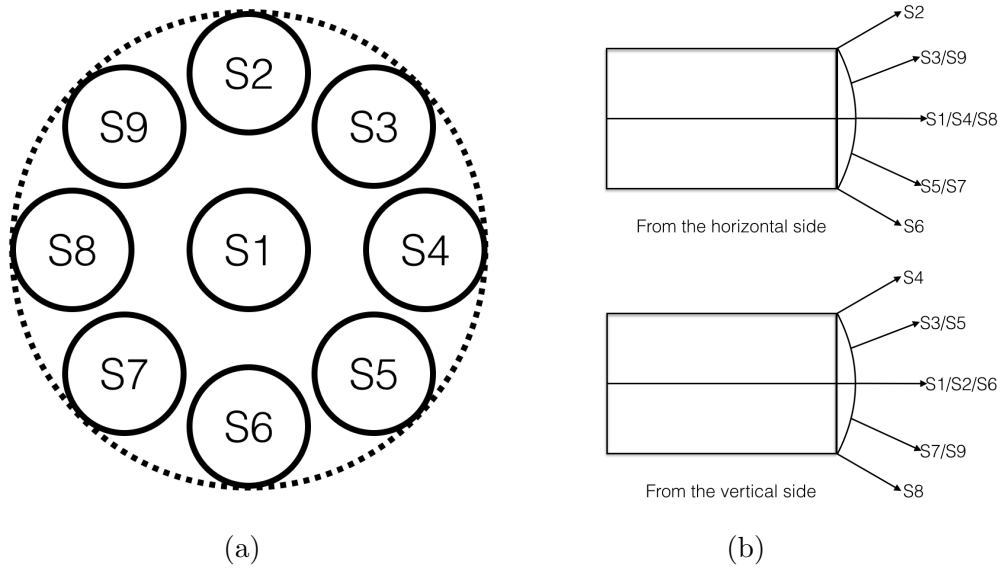 S2
S9
S3
S8
S1
S4
S7
S5
S6
(a)
S2
S3/S9
S1/S4/S8
S5/S7
S6
From the horizontal side
S4
S3/S5
S1/S2/S6
S7/S9
S8
From the vertical side
(b)